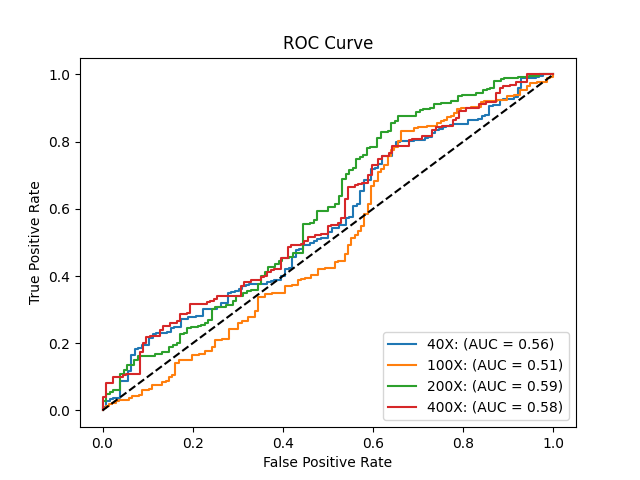 ROC Curve
True Positive Rate
1.0
0.8
0.6
0.4
0.2
0.0
0.0 0.2 0.4 0.6 0.8 1.0
False Positive Rate
40X: (AUC = 0.56)
100X: (AUC = 0.51)
200X: (AUC = 0.59)
400X: (AUC = 0.58)